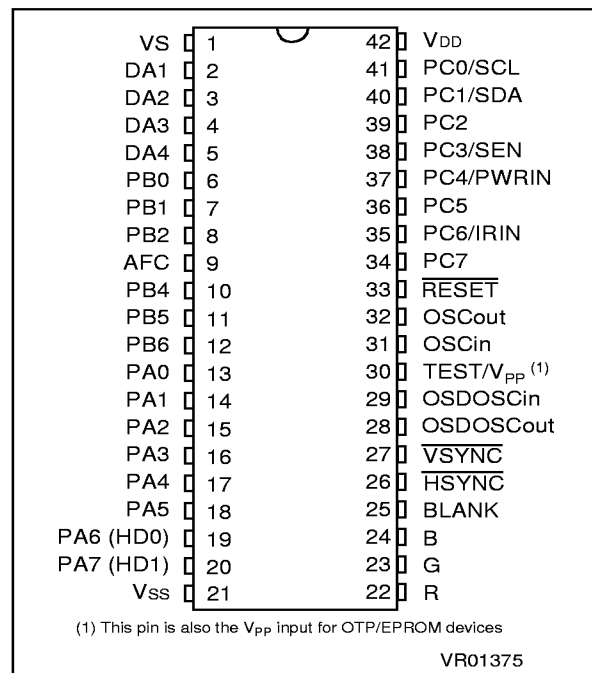 VS 1 42 VDD
DA1 2 41 PC0/SCL
DA2 3 40 PC1/SDA
DA3 4 39 PC2
DA4 5 38 PC3/SEN
PB0 6 37 PC4/PWRIN
PB1 7 36 PC5
PB2 8 35 PC6/IRIN
AFC 9 34 PC7
PB4 10 33 RESET
PB5 11 32 OSCout
PB6 12 31 OSCin
PA0 13 30 TEST/VPP (1)
PA1 14 29 OSDOSCin
PA2 15 28 OSDOSCout
PA3 16 27 VSYNC
PA4 17 26 HSYNC
PA5 18 25 BLANK
PA6 (HD0) 19 24 B
PA7 (HD1) 20 23 G
VSS 21 22 R
(1) This pin is also the VPP input for OTP/EPROM devices
VR01375